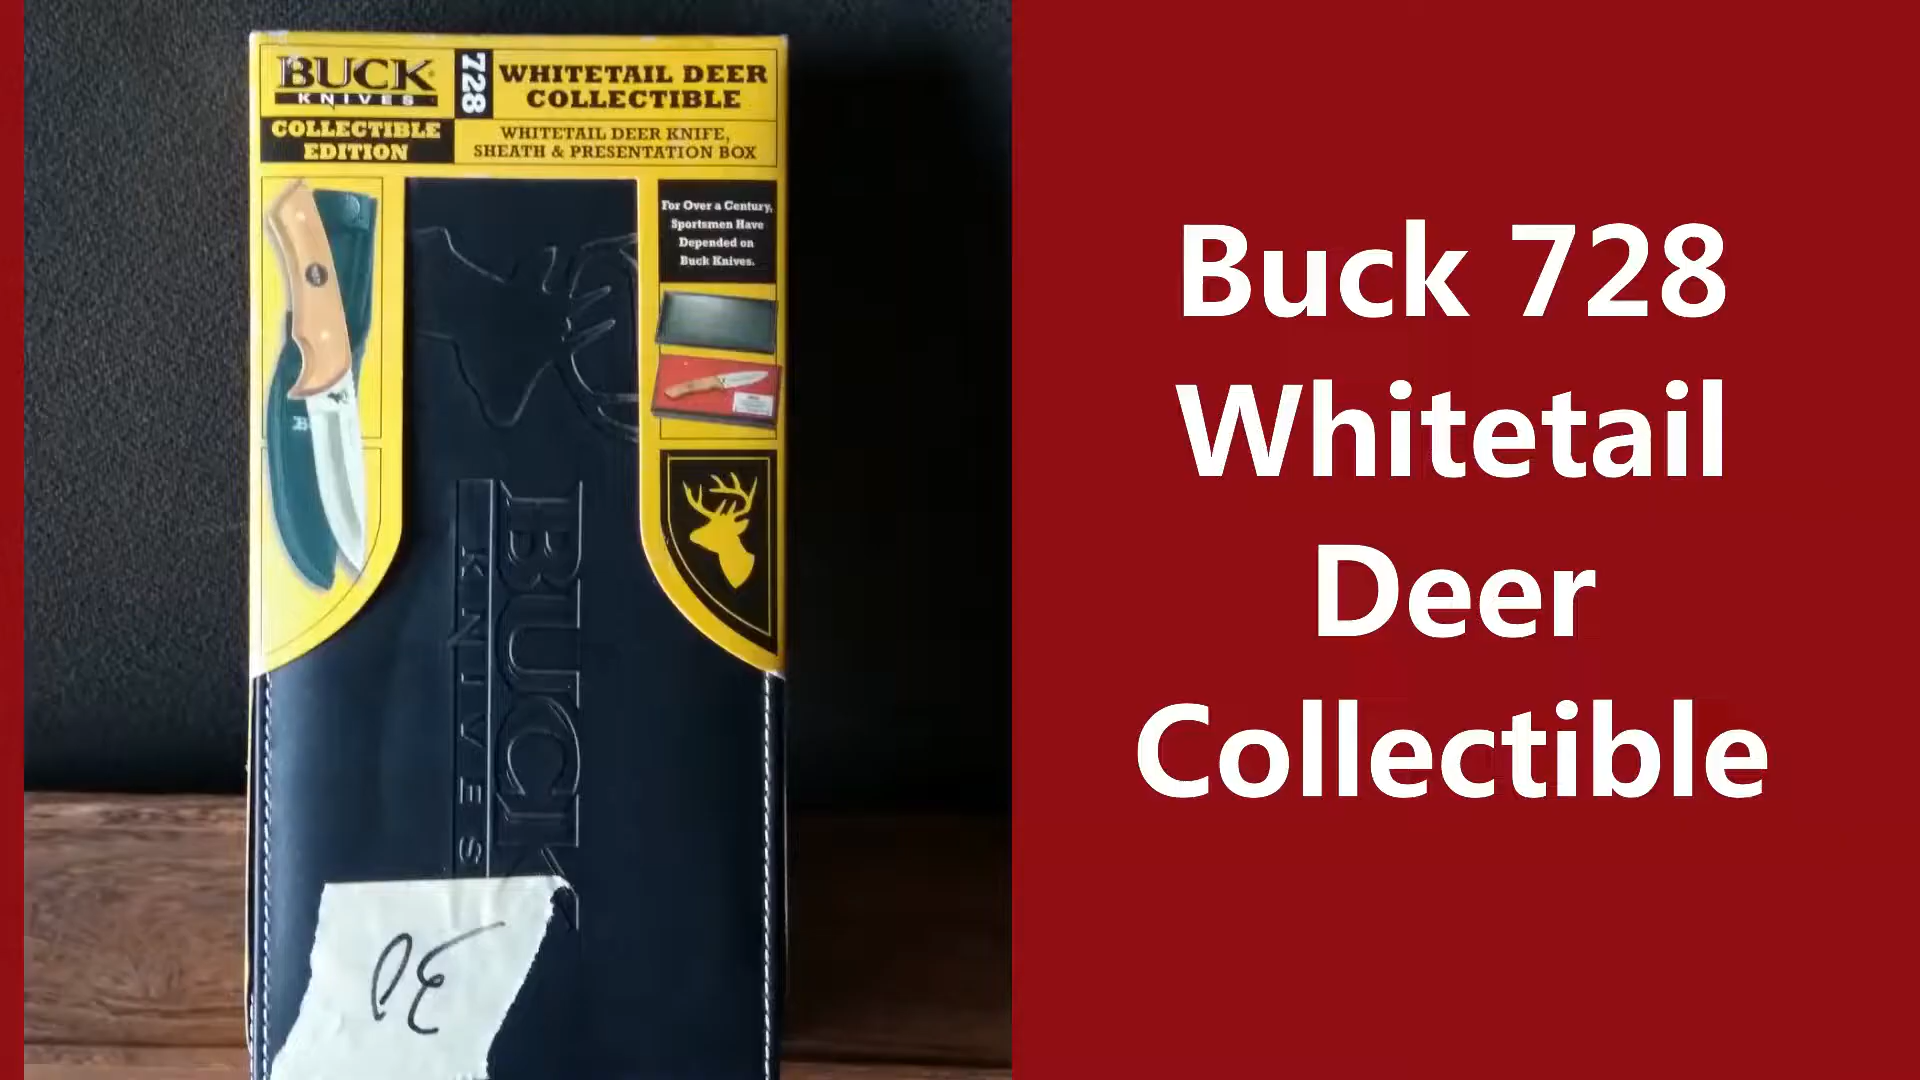 BUCK
KNIVES
728
WHITETAIL DEER
COLLECTIBLE
COLLECTIBLE
EDITION
WHITETAIL DEER KNIFE,
SHEATH & PRESENTATION BOX
For Over a Century,
Sportsmen Have
Depended on
Buck Knives.
BUCK
KNIVES
Buck 728
Whitetail
Deer
Collectible